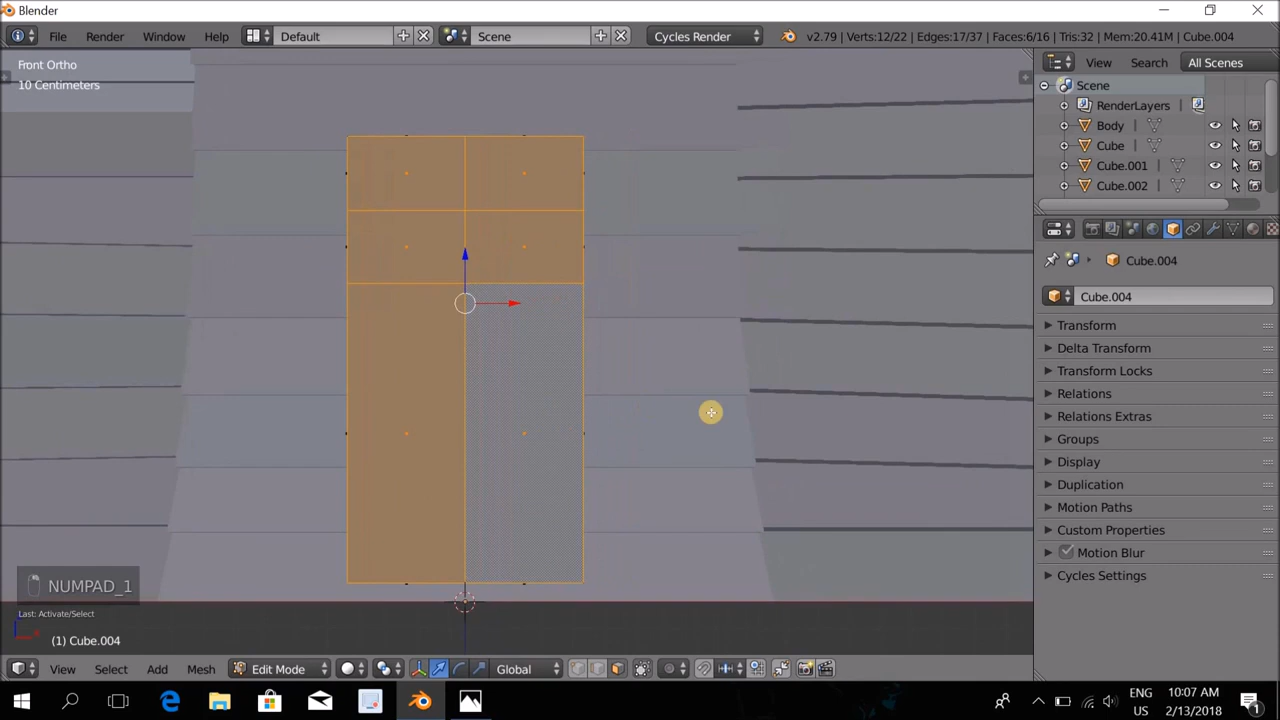 Blender
File Render Window Help Default Scene Cycles Render v2.79 | Verts:12/22 | Edges:17/37 | Faces:6/16 | Tris:32 | Mem:20.41M | Cube.004
Front Ortho
10 Centimeters
View Search All Scenes
Scene
RenderLayers
Body
Cube
Cube.001
Cube.002
Cube.004
Cube.004
Transform
Delta Transform
Transform Locks
Relations
Relations Extras
Groups
Display
Duplication
Motion Paths
Custom Properties
Motion Blur
Cycles Settings
NUMPAD_1
Last: Activate/Select
(1) Cube.004
View Select Add Mesh Edit Mode Global
ENG 10:07 AM
US 2/13/2018